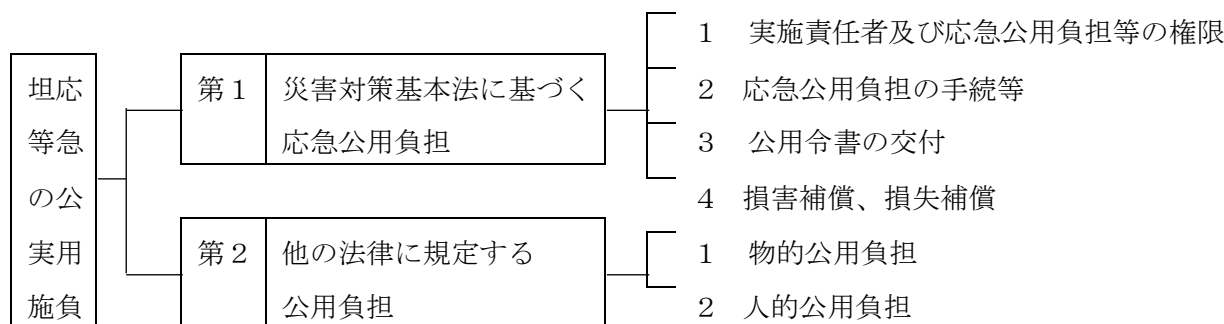 応急公用負
坦等の実施
第１　災害対策基本法に基づく
応急公用負担
１　実施責任者及び応急公用負担等の権限
２　応急公用負担の手続等
３　公用令書の交付
４　損害補償、損失補償
第２　他の法律に規定する
公用負担
１　物的公用負担
２　人的公用負担